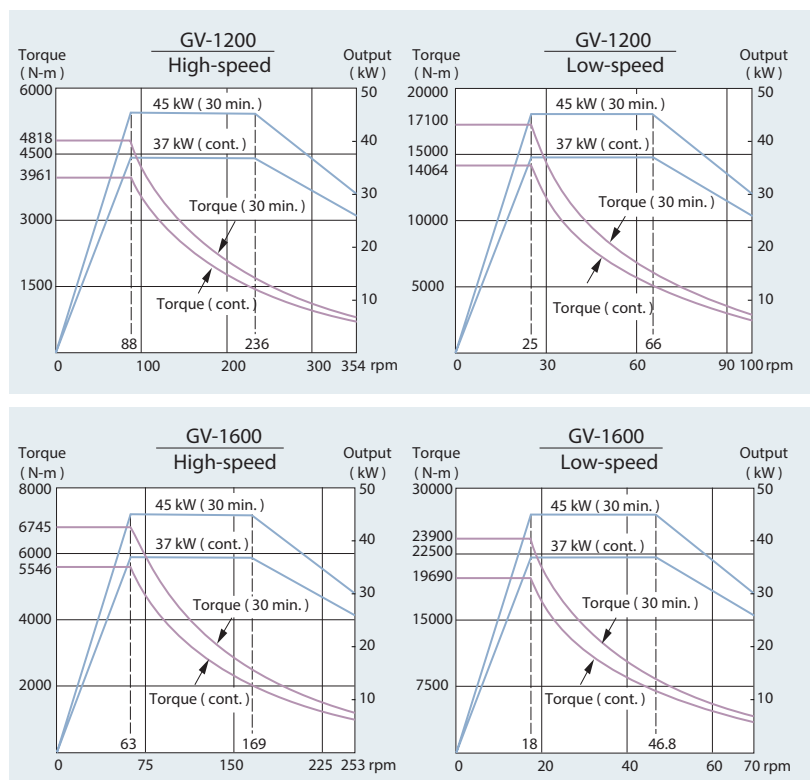 GV-1200
High-speed
Torque
( N-m )
Output
( kW )
6000
4818
4500
3961
3000
1500
50
40
30
20
10
45 kW ( 30 min. )
37 kW ( cont. )
Torque ( 30 min. )
Torque ( cont. )
88
236
0
100
200
300
354 rpm
GV-1200
Low-speed
Torque
( N-m )
Output
( kW )
20000
17100
15000
14064
10000
5000
50
40
30
20
10
45 kW ( 30 min. )
37 kW ( cont. )
Torque ( 30 min. )
Torque ( cont. )
25
66
0
30
60
90
100 rpm
GV-1600
High-speed
Torque
( N-m )
Output
( kW )
8000
6745
6000
5546
4000
2000
50
40
30
20
10
45 kW ( 30 min. )
37 kW ( cont. )
Torque ( 30 min. )
Torque ( cont. )
63
169
0
75
150
225
253 rpm
GV-1600
Low-speed
Torque
( N-m )
Output
( kW )
30000
23900
22500
19690
15000
7500
50
40
30
20
10
45 kW ( 30 min. )
37 kW ( cont. )
Torque ( 30 min. )
Torque ( cont. )
18
46.8
0
20
40
60
70 rpm